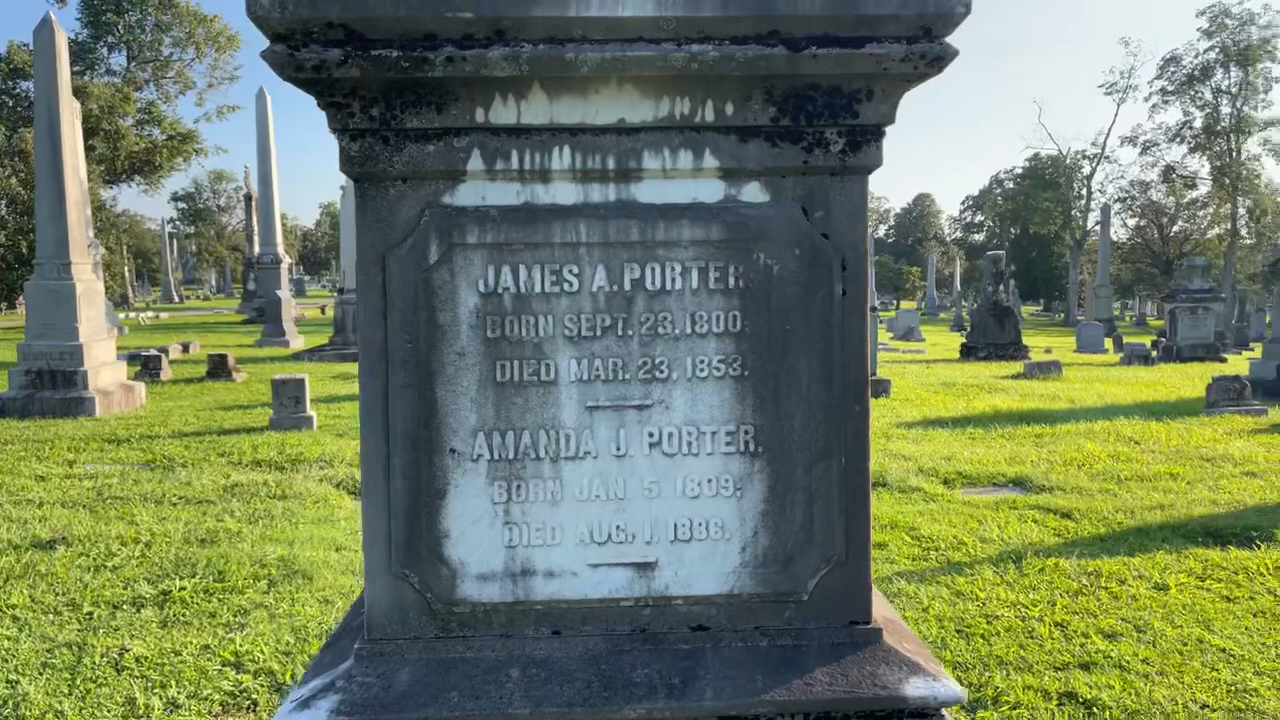 JAMES A. PORTER
BORN SEPT. 23, 1800;
DIED MAR. 23, 1853.
AMANDA J. PORTER,
BORN JAN. 5, 1809;
DIED AUG. 1, 1886.